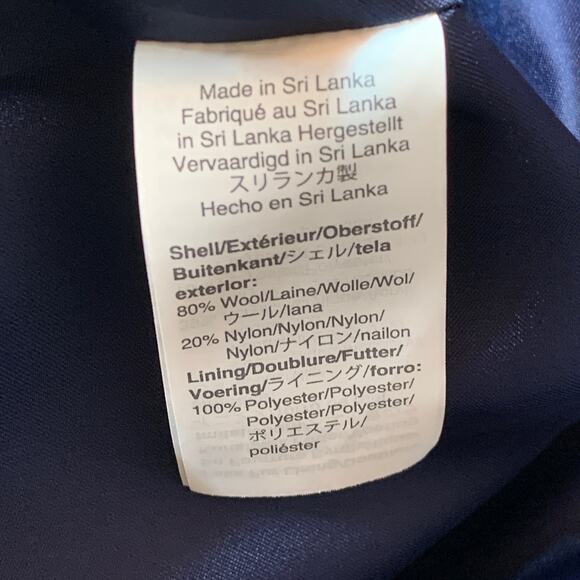 Made in Sri Lanka
Fabriqué au Sri Lanka
in Sri Lanka Hergestellt
Vervaardigd in Sri Lanka
スリランカ製
Hecho en Sri Lanka
Shell/Extérieur/Oberstoff/
Buitenkant/シェル/tela
exterior:
80% Wool/Laine/Wolle/Wol/
ウール/lana
20% Nylon/Nylon/Nylon/
Nylon/ナイロン/nailon
Lining/Doublure/Futter/
Voering/ライニング/forro:
100% Polyester/Polyester/
Polyester/Polyester/
ポリエステル/
poliéster